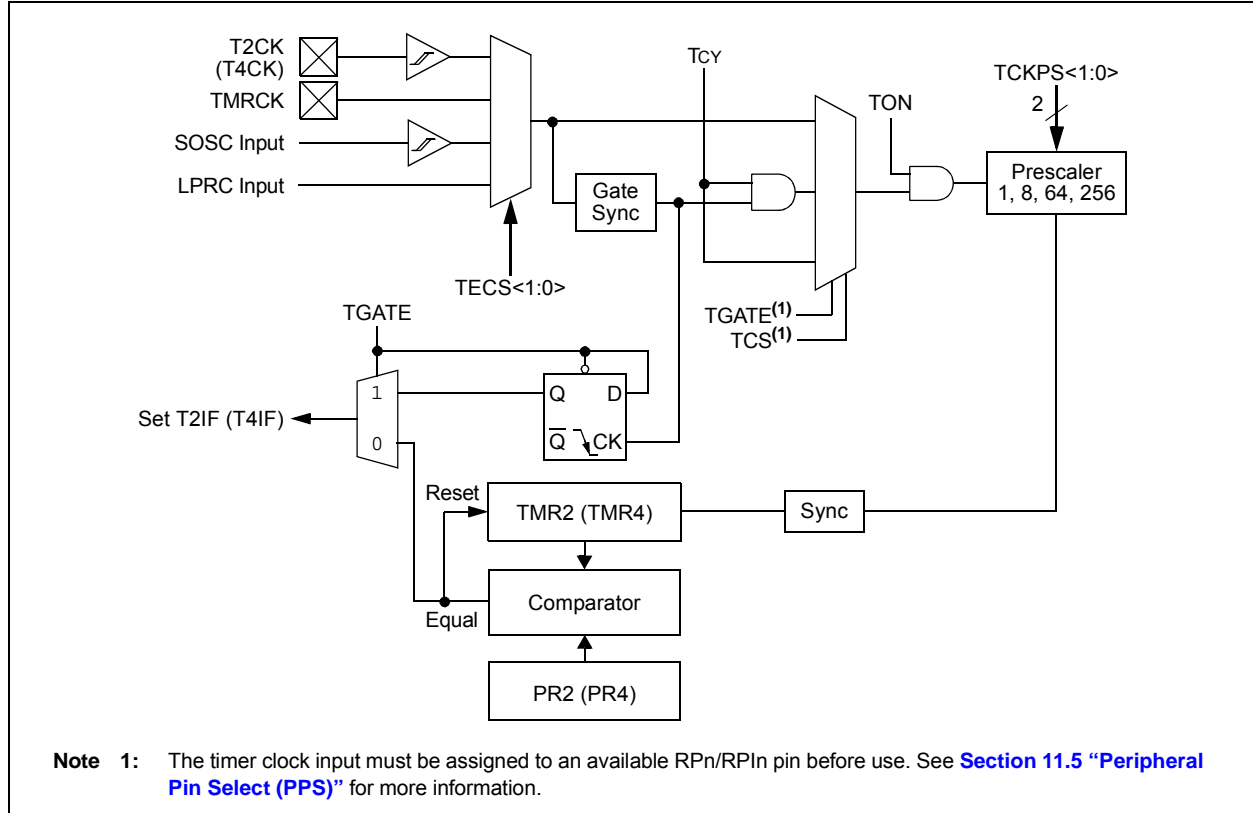 T2CK
(T4CK)
TMRCK
SOSC Input
LPRC Input
TECS<1:0>
Gate
Sync
TCY
TGATE(1)
TCS(1)
TON
TCKPS<1:0>
2
Prescaler
1, 8, 64, 256
TGATE
1
0
Set T2IF (T4IF)
Q D
Q CK
Reset
TMR2 (TMR4)
Sync
Equal
Comparator
PR2 (PR4)
Note 1: The timer clock input must be assigned to an available RPn/RPIn pin before use. See Section 11.5 “Peripheral
Pin Select (PPS)” for more information.